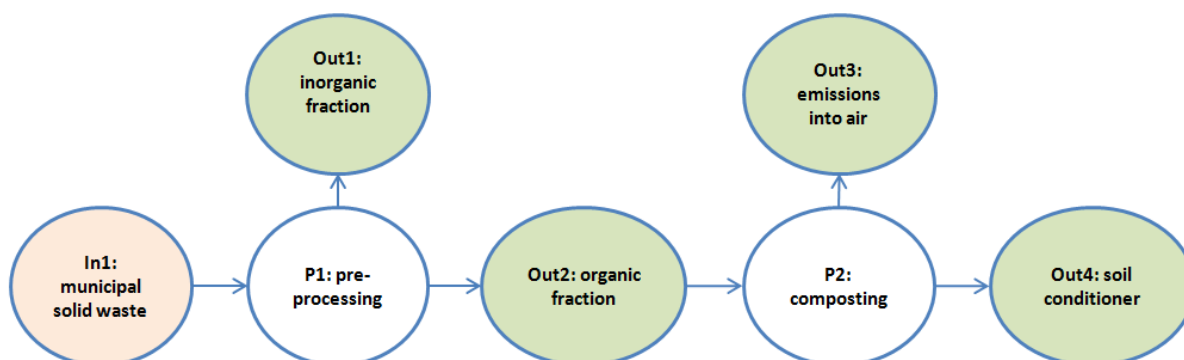 Out1:
inorganic
fraction
Out3:
emissions
into air
In1:
municipal
solid waste
P1: pre-
processing
Out2: organic
fraction
P2:
composting
Out4: soil
conditioner